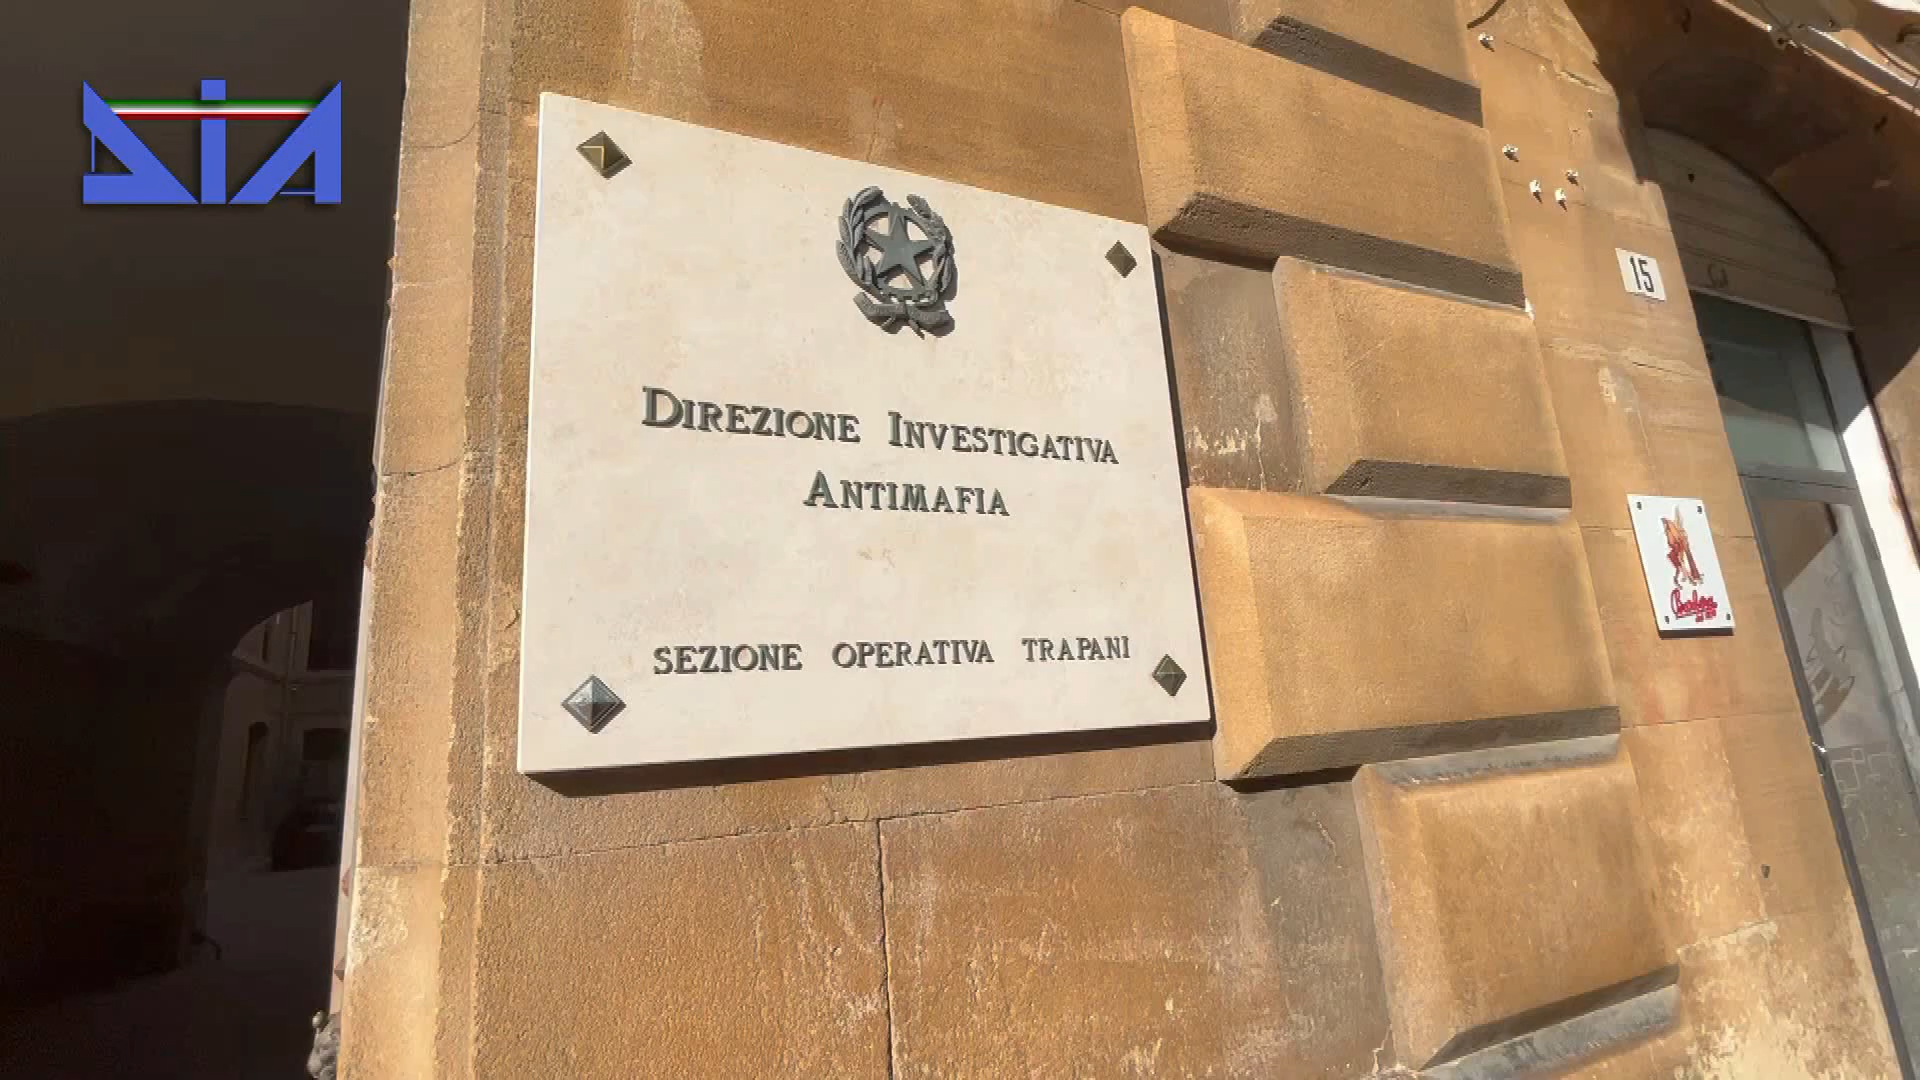 DIA
DIREZIONE INVESTIGATIVA
ANTIMAFIA
SEZIONE OPERATIVA TRAPANI
15